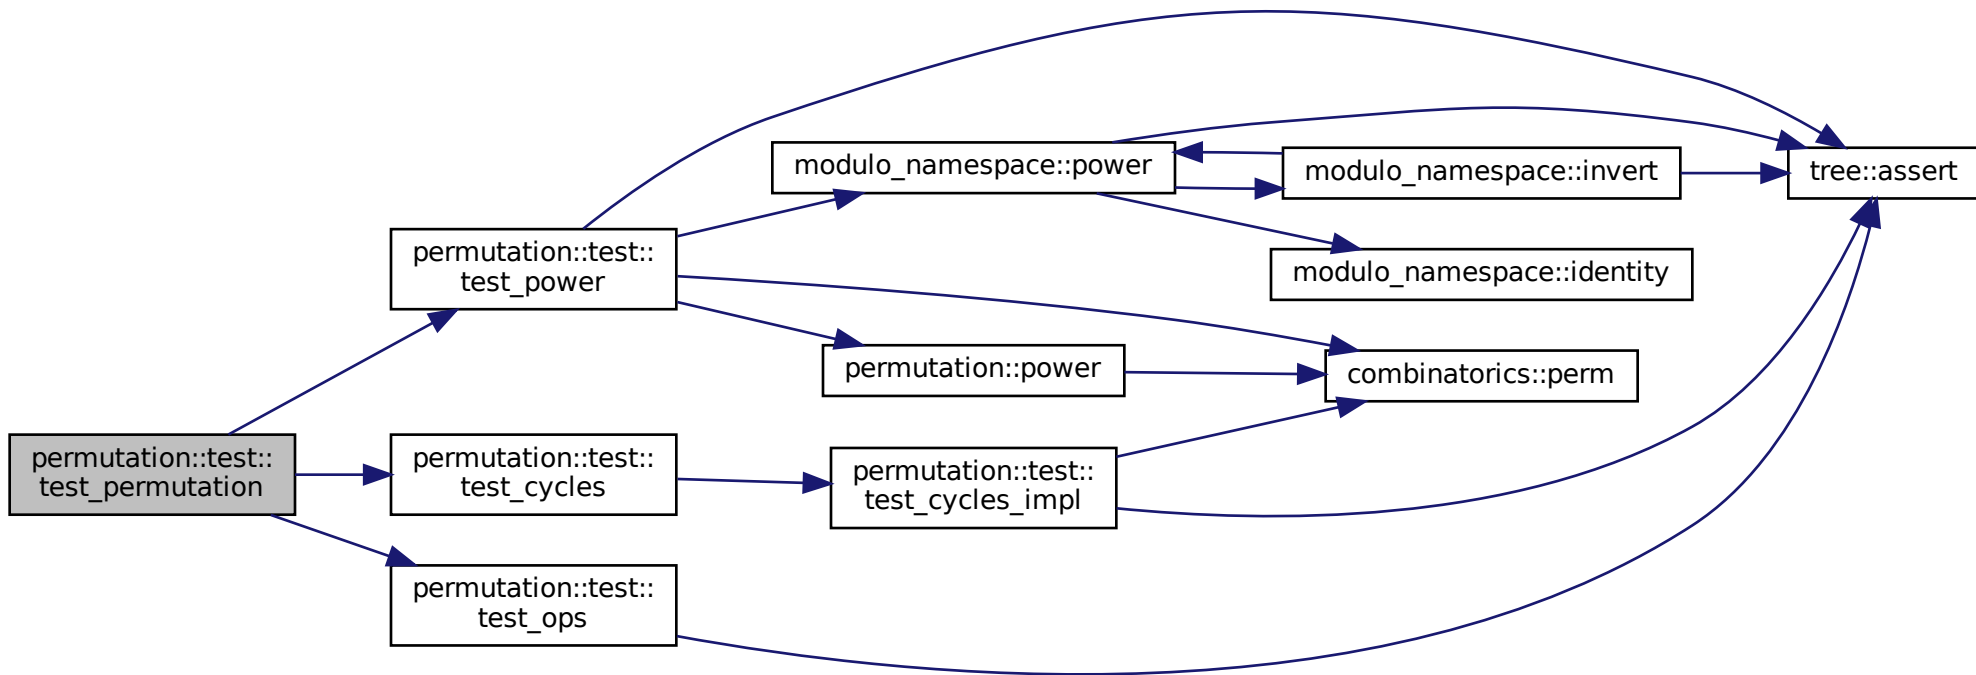 permutation::test::
test_permutation
permutation::test::
test_power
permutation::test::
test_cycles
permutation::test::
test_ops
modulo_namespace::power
permutation::power
permutation::test::
test_cycles_impl
modulo_namespace::invert
modulo_namespace::identity
combinatorics::perm
tree::assert